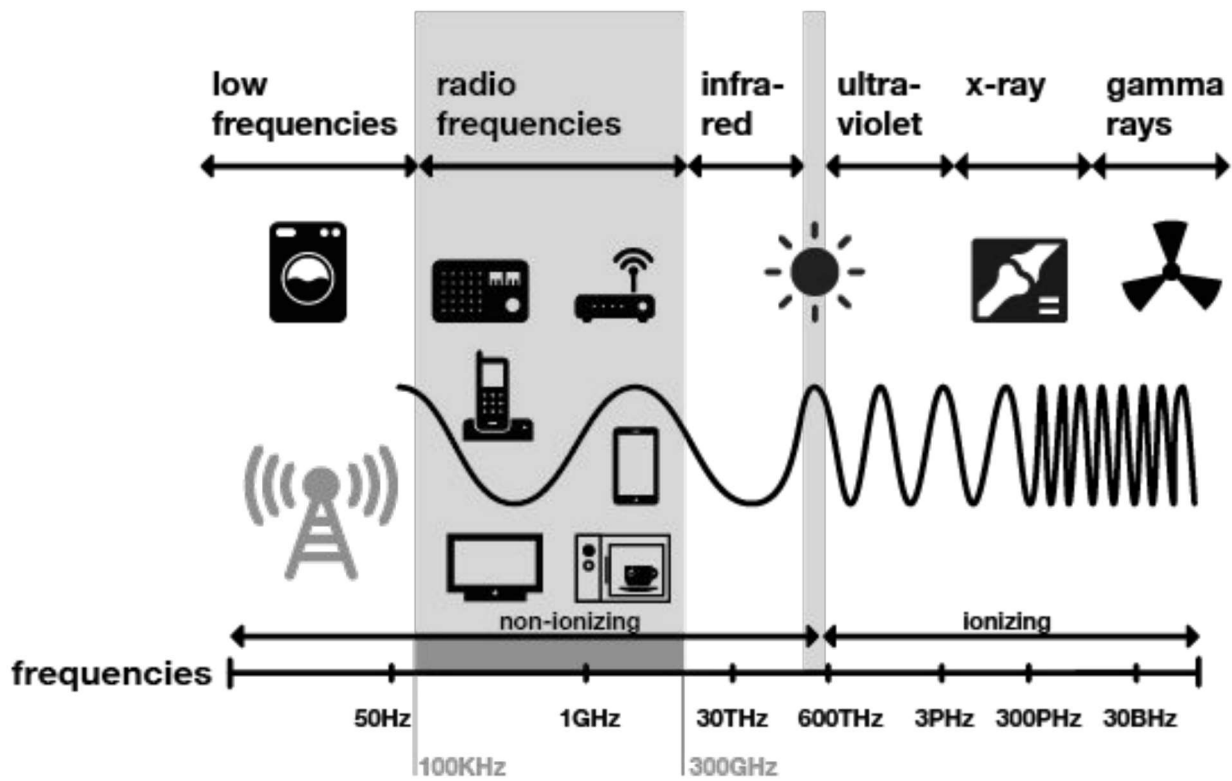 low
frequencies
radio
frequencies
infra-
red
ultra-
violet
x-ray
gamma
rays
non-ionizing
ionizing
frequencies
50Hz
1GHz
30THz
600THz
3PHz
300PHz
30BHz
100KHz
300GHz